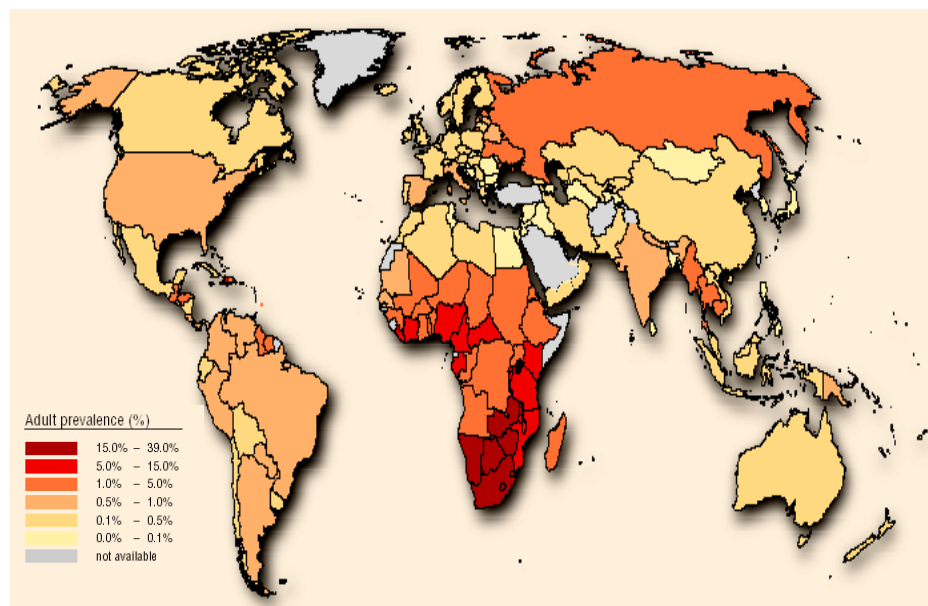 Adult prevalence (%)
15.0% – 39.0%
5.0% – 15.0%
1.0% – 5.0%
0.5% – 1.0%
0.1% – 0.5%
0.0% – 0.1%
not available